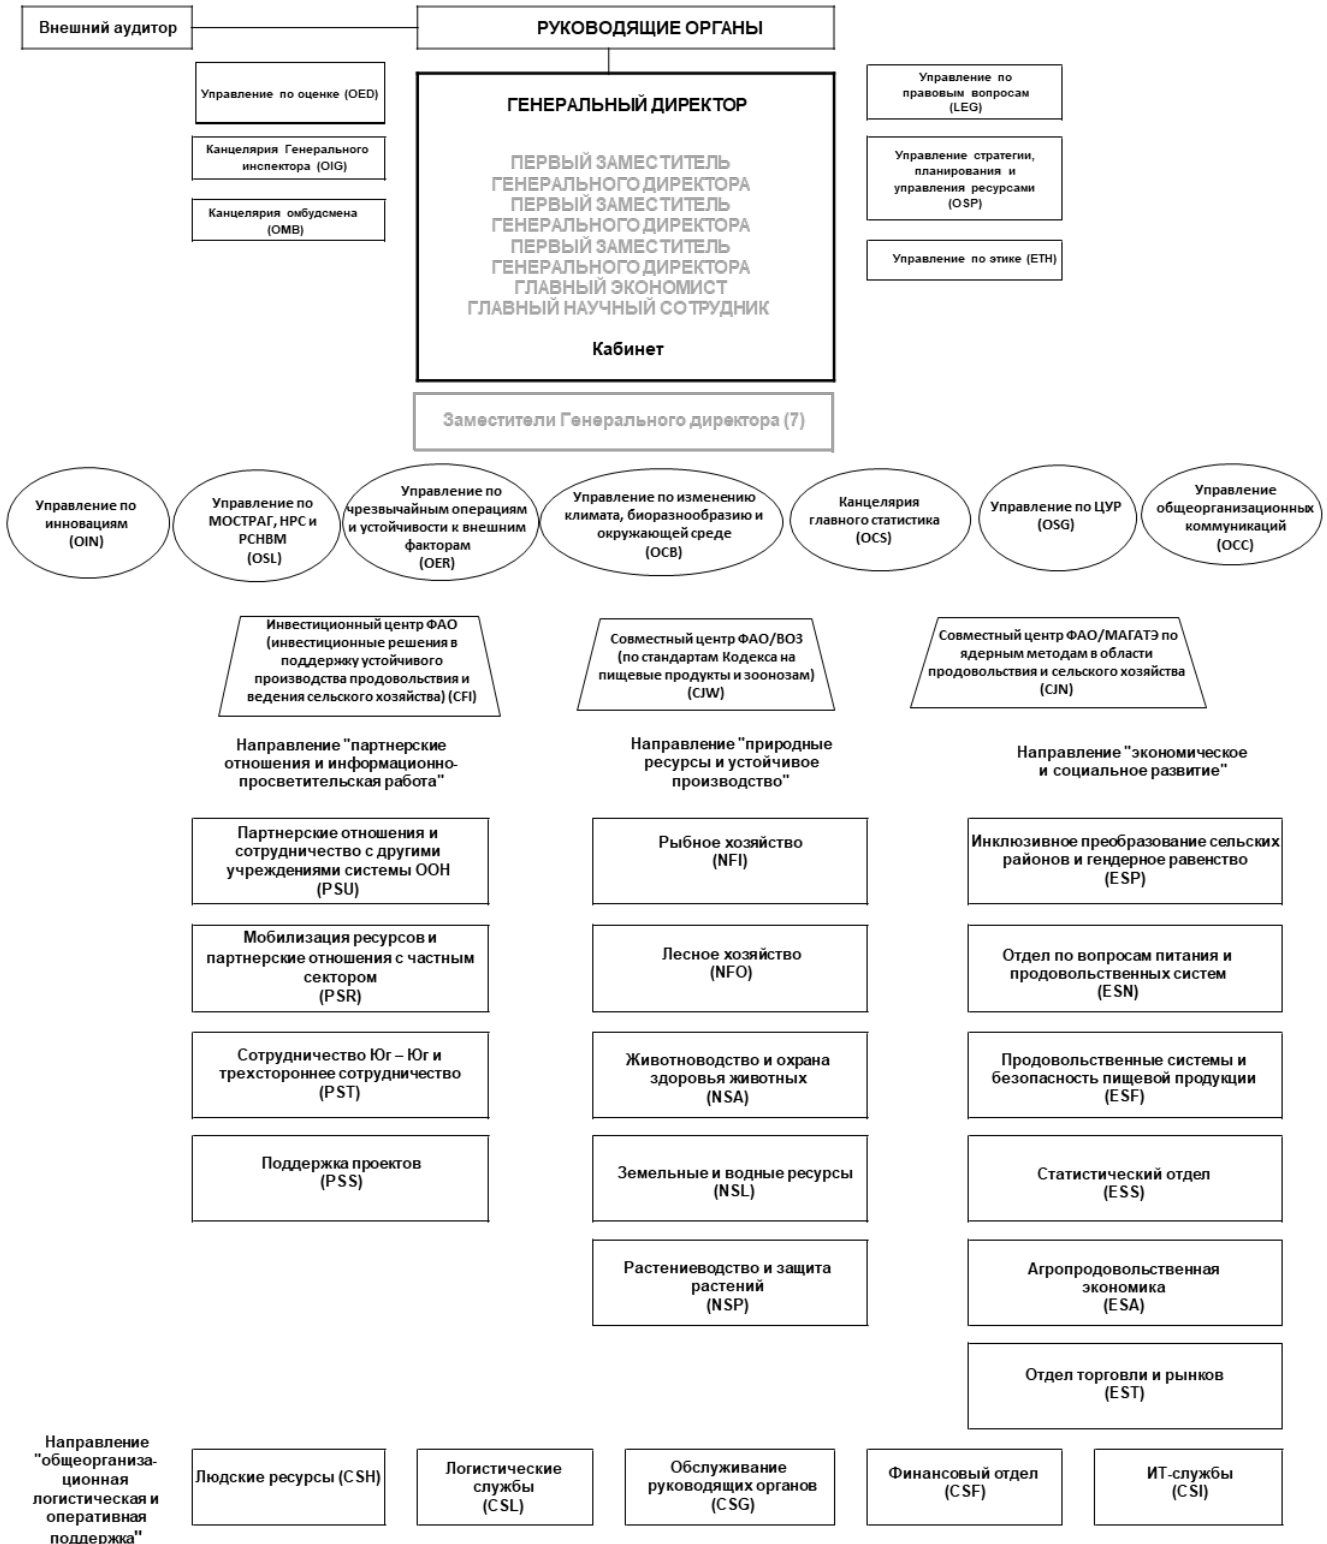 Внешний аудитор
РУКОВОДЯЩИЕ ОРГАНЫ
Управление по оценке (OED)
Канцелярия Генерального
инспектора (OIG)
Канцелярия омбудсмена
(OMB)
ГЕНЕРАЛЬНЫЙ ДИРЕКТОР
ПЕРВЫЙ ЗАМЕСТИТЕЛЬ
ГЕНЕРАЛЬНОГО ДИРЕКТОРА
ПЕРВЫЙ ЗАМЕСТИТЕЛЬ
ГЕНЕРАЛЬНОГО ДИРЕКТОРА
ПЕРВЫЙ ЗАМЕСТИТЕЛЬ
ГЕНЕРАЛЬНОГО ДИРЕКТОРА
ГЛАВНЫЙ ЭКОНОМИСТ
ГЛАВНЫЙ НАУЧНЫЙ СОТРУДНИК
Кабинет
Управление по
правовым вопросам
(LEG)
Управление стратегии,
планирования и
управления ресурсами
(OSP)
Управление по этике (ETH)
Заместители Генерального директора (7)
Управление по
инновациям
(OIN)
Управление по
МОСТРАГ, НРС и
РСНВМ
(OSL)
Управление по
чрезвычайным операциям
и устойчивости к внешним
факторам
(OER)
Управление по изменению
климата, биоразнообразию и
окружающей среде
(OCB)
Канцелярия
главного статистика
(OCS)
Управление по ЦУР
(OSG)
Управление
общеорганизационных
коммуникаций
(OCC)
Инвестиционный центр ФАО
(инвестиционные решения в
поддержку устойчивого
производства продовольствия и
ведения сельского хозяйства) (CFI)
Совместный центр ФАО/ВОЗ
(по стандартам Кодекса на
пищевые продукты и зоонозам)
(CJW)
Совместный центр ФАО/МАГАТЭ по
ядерным методам в области
продовольствия и сельского хозяйства
(CJN)
Направление "партнерские
отношения и информационно-
просветительская работа"
Партнерские отношения и
сотрудничество с другими
учреждениями системы ООН
(PSU)
Мобилизация ресурсов и
партнерские отношения с частным
сектором
(PSR)
Сотрудничество Юг – Юг и
трехстороннее сотрудничество
(PST)
Поддержка проектов
(PSS)
Направление "природные
ресурсы и устойчивое
производство"
Рыбное хозяйство
(NFI)
Лесное хозяйство
(NFO)
Животноводство и охрана
здоровья животных
(NSA)
Земельные и водные ресурсы
(NSL)
Растениеводство и защита
растений
(NSP)
Направление "экономическое
и социальное развитие"
Инклюзивное преобразование сельских
районов и гендерное равенство
(ESP)
Отдел по вопросам питания и
продовольственных систем
(ESN)
Продовольственные системы и
безопасность пищевой продукции
(ESF)
Статистический отдел
(ESS)
Агропродовольственная
экономика
(ESA)
Отдел торговли и рынков
(EST)
Направление
"общеорганиза-
ционная
логистическая и
оперативная
поддержка"
Людские ресурсы (CSH)
Логистические
службы
(CSL)
Обслуживание
руководящих органов
(CSG)
Финансовый отдел
(CSF)
ИТ-службы
(CSI)